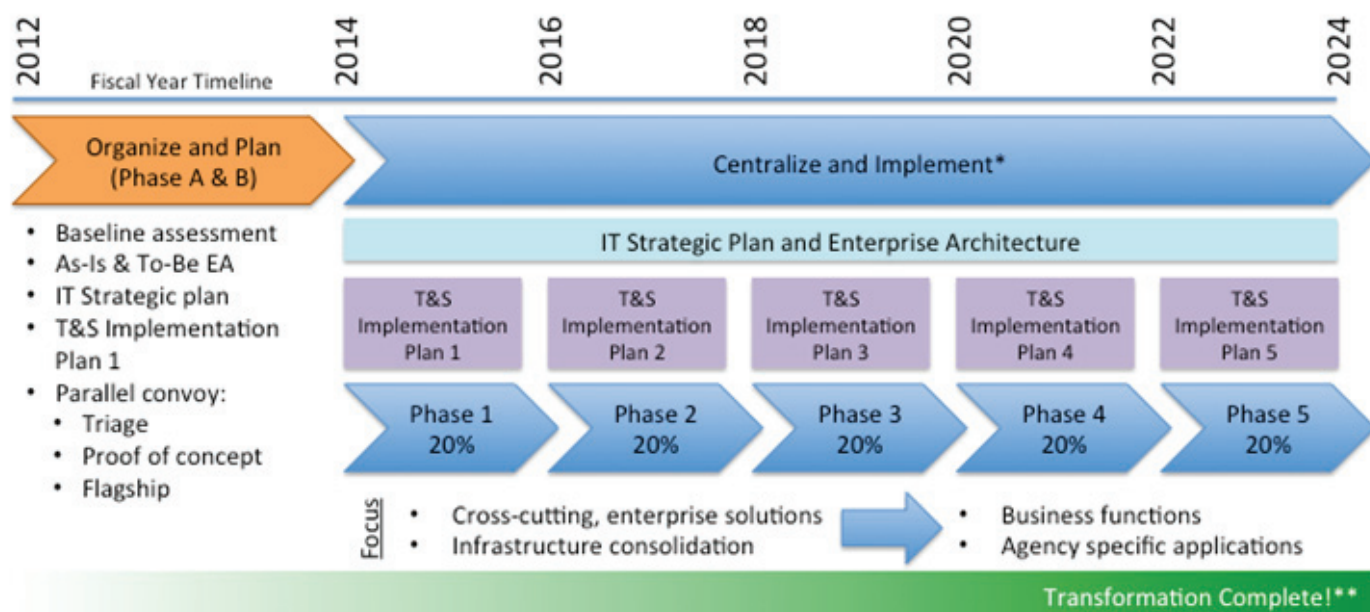 2012
2014
2016
2018
2020
2022
2024
Fiscal Year Timeline
Organize and Plan
(Phase A & B)
Centralize and Implement*
• Baseline assessment
• As-Is & To-Be EA
• IT Strategic plan
• T&S Implementation
Plan 1
• Parallel convoy:
• Triage
• Proof of concept
• Flagship
IT Strategic Plan and Enterprise Architecture
T&S
Implementation
Plan 1
T&S
Implementation
Plan 2
T&S
Implementation
Plan 3
T&S
Implementation
Plan 4
T&S
Implementation
Plan 5
Phase 1
20%
Phase 2
20%
Phase 3
20%
Phase 4
20%
Phase 5
20%
Focus
• Cross-cutting, enterprise solutions
• Infrastructure consolidation
• Business functions
• Agency specific applications
Transformation Complete!**